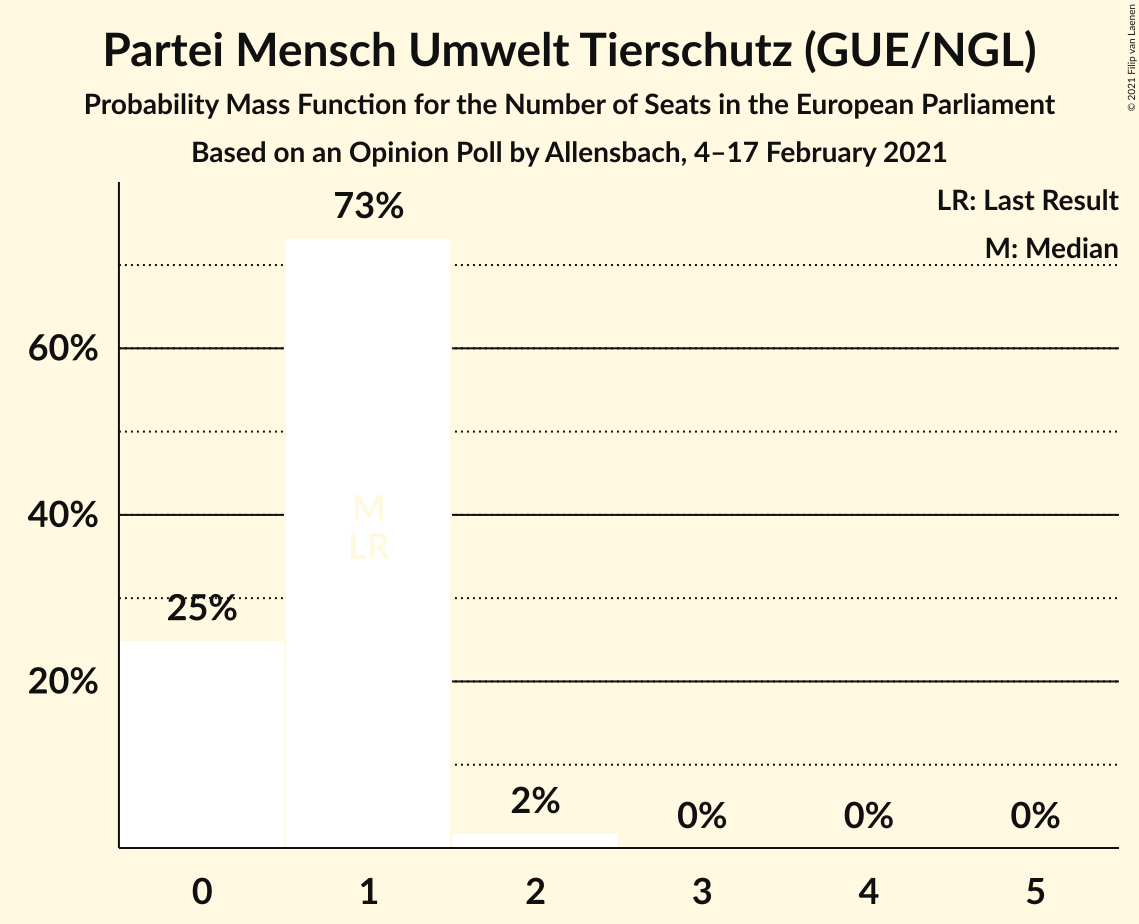 Partei Mensch Umwelt Tierschutz (GUE/NGL)
Probability Mass Function for the Number of Seats in the European Parliament
Based on an Opinion Poll by Allensbach, 4–17 February 2021
© 2021 Filip van Laenen
LR: Last Result
M: Median
73%
60%
M
40%
LR
25%
20%
2%
0%
0%
0%
0
1
2
3
4
5